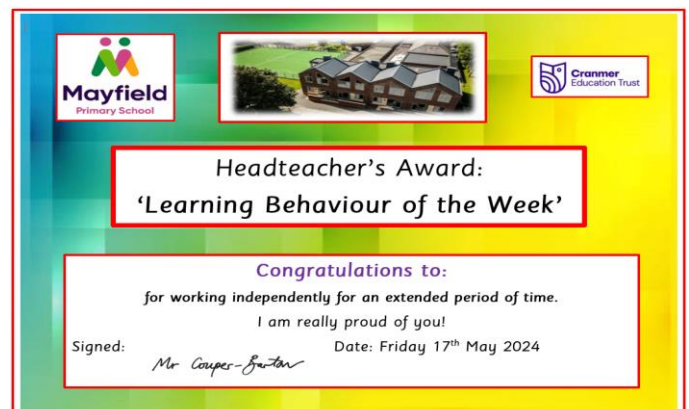 Mayfield
Primary School
Cranmer
Education Trust
Headteacher's Award:
'Learning Behaviour of the Week'
Congratulations to:
for working independently for an extended period of time.
I am really proud of you!
Signed: Date: Friday 17th May 2024
Mr Couper-Barton